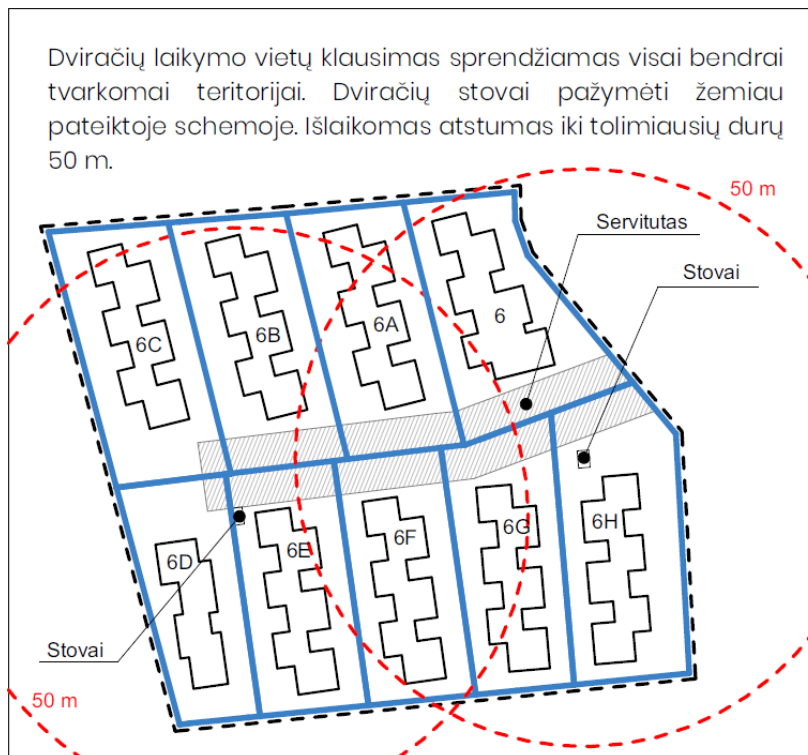 Dviračių laikymo vietų klausimas sprendžiamas visai bendrai
tvarkomai teritorijai. Dviračių stovai pažymėti žemiau
pateiktoje schemoje. Išlaikomas atstumas iki tolimiausių durų
50 m.
50 m
Servitutas
Stovai
6C
6B
6A
6
6D
6E
6F
6G
6H
Stovai
50 m